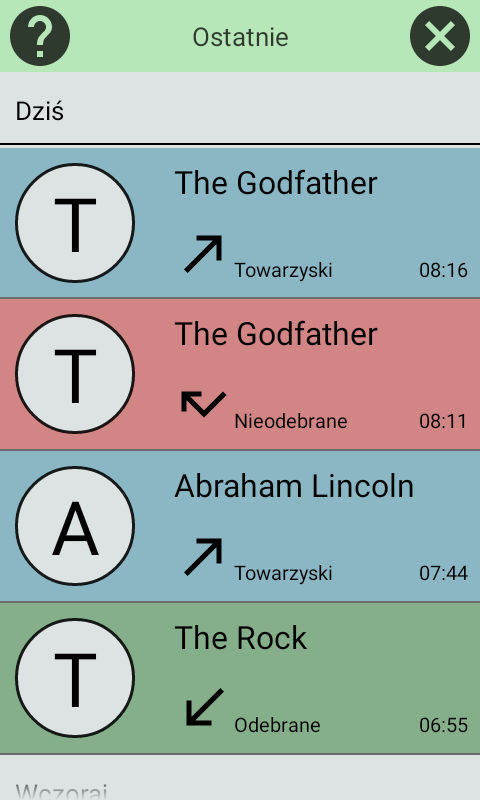 ?
Ostatnie
Dziś
T
The Godfather
Towarzyski 08:16
T
The Godfather
Nieodebrane 08:11
A
Abraham Lincoln
Towarzyski 07:44
T
The Rock
Odebrane 06:55
Wczoraj